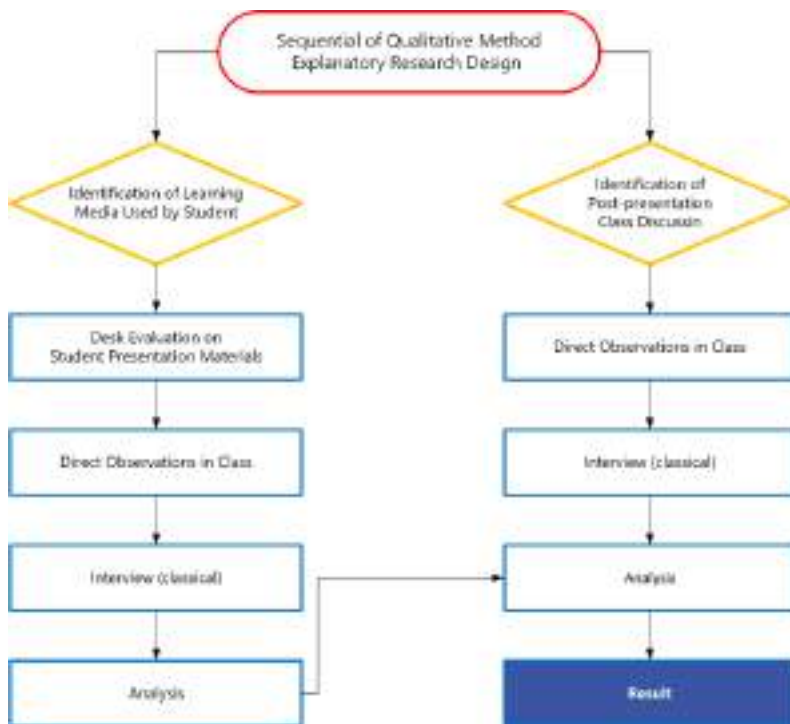 Sequential of Qualitative Method
Explanatory Research Design
Identification of Learning
Media Used by Student
Desk Evaluation on
Student Presentation Materials
Direct Observations in Class
Interview (classical)
Analysis
Identification of
Post-presentation
Class Discussin
Direct Observations in Class
Interview (classical)
Analysis
Result